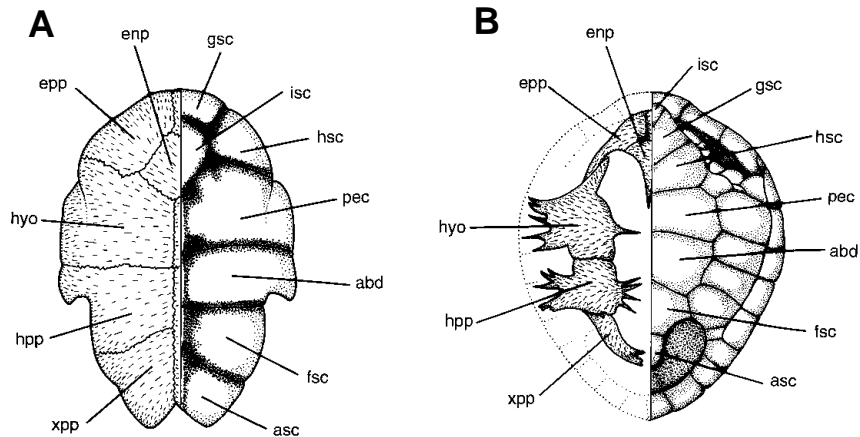 A
enp
gsc
epp
isc
hsc
pec
hyo
abd
hpp
fsc
xpp
asc
B
enp
isc
epp
gsc
hsc
pec
hyo
abd
hpp
fsc
asc
xpp